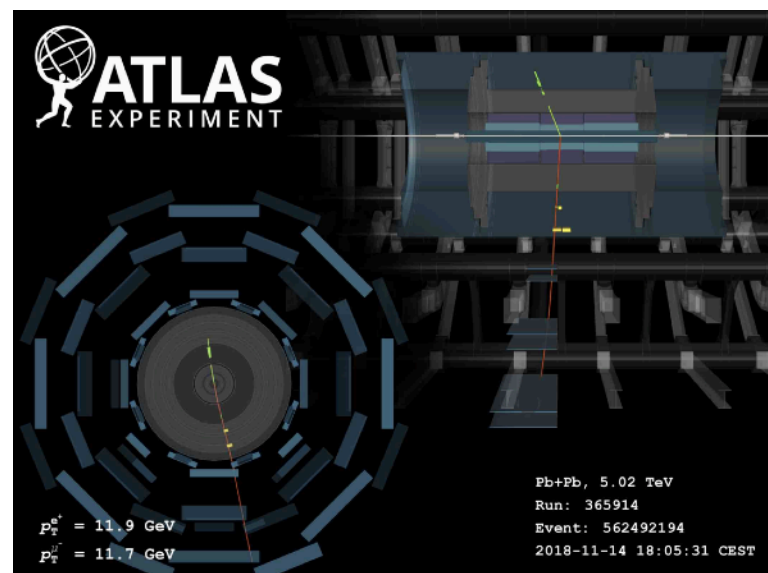 ATLAS
EXPERIMENT
Pb+Pb, 5.02 TeV
Run: 365914
Event: 562492194
2018-11-14 18:05:31 CEST
p_T^{e^+} = 11.9 GeV
p_T^{μ^-} = 11.7 GeV